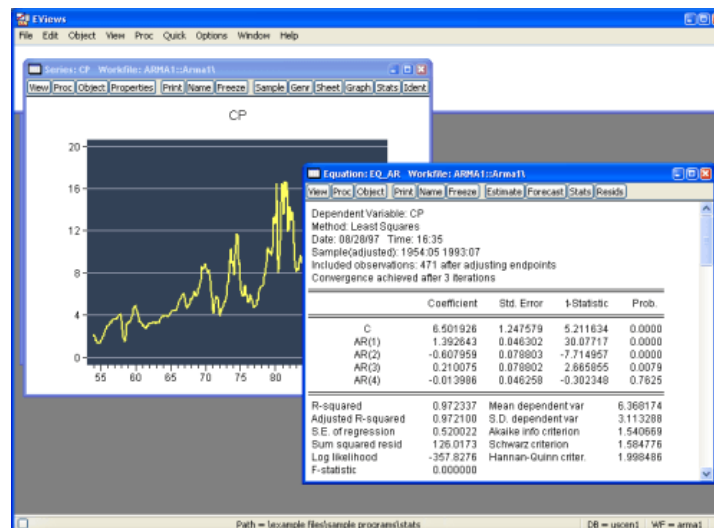 EViews
File Edit Object View Proc Quick Options Window Help
Series: CP Workfile: ARMA1::Arma1\
View Proc Object Properties Print Name Freeze Sample Genr Sheet Graph Stats Ident
CP
20
16
12
8
4
0
55 60 65 70 75 80
Equation: EQ_AR Workfile: ARMA1::Arma1\
View Proc Object Print Name Freeze Estimate Forecast Stats Resids
Dependent Variable: CP
Method: Least Squares
Date: 08/28/97 Time: 16:35
Sample(adjusted): 1954:05 1993:07
Included observations: 471 after adjusting endpoints
Convergence achieved after 3 iterations
Coefficient Std. Error t-Statistic Prob.
C 6.501926 1.247579 5.211634 0.0000
AR(1) 1.392643 0.046302 30.07717 0.0000
AR(2) -0.607959 0.078803 -7.714957 0.0000
AR(3) 0.210075 0.078802 2.665855 0.0079
AR(4) -0.013986 0.046258 -0.302348 0.7625
R-squared 0.972337 Mean dependent var 6.368174
Adjusted R-squared 0.972100 S.D. dependent var 3.113288
S.E. of regression 0.520022 Akaike info criterion 1.540669
Sum squared resid 126.0173 Schwarz criterion 1.584776
Log likelihood -357.8276 Hannan-Quinn criter. 1.998486
F-statistic 0.000000
Path = \example files\sample programs\stats DB = uscen1 WF = arma1